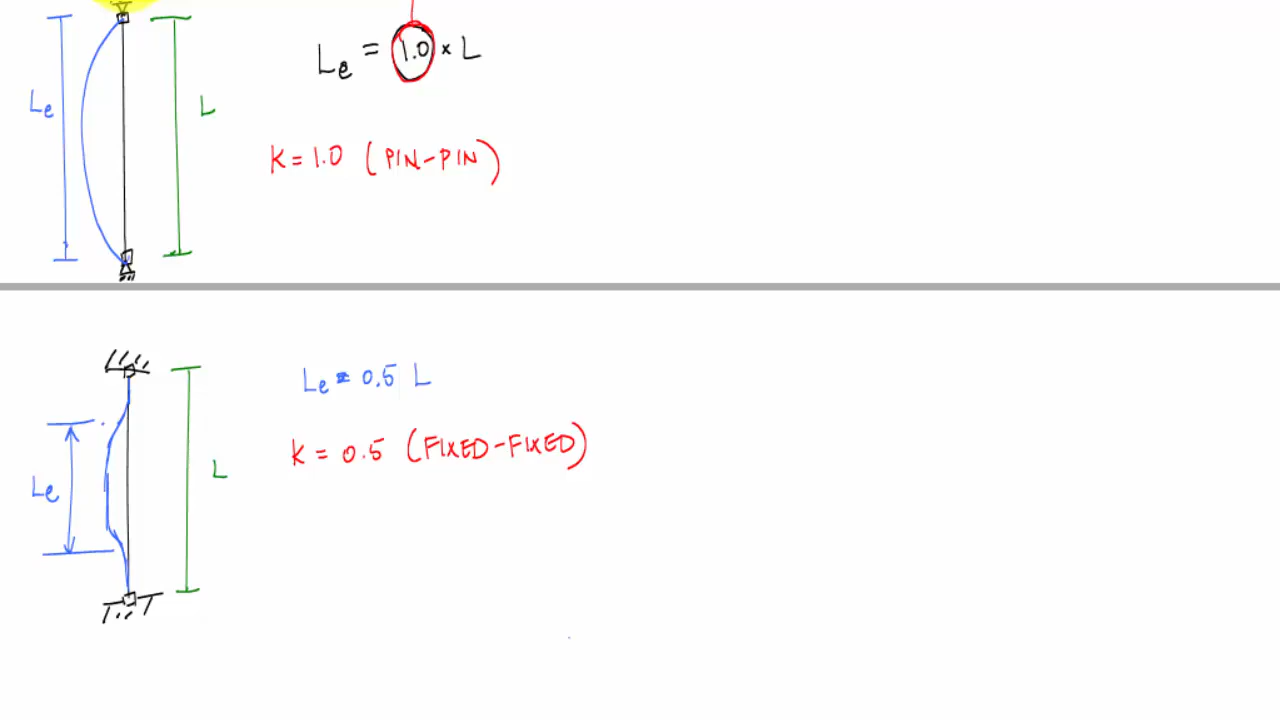 Le = 1.0 × L
Le
L
K = 1.0 (PIN-PIN)
Le = 0.5 L
K = 0.5 (FIXED-FIXED)
Le
L